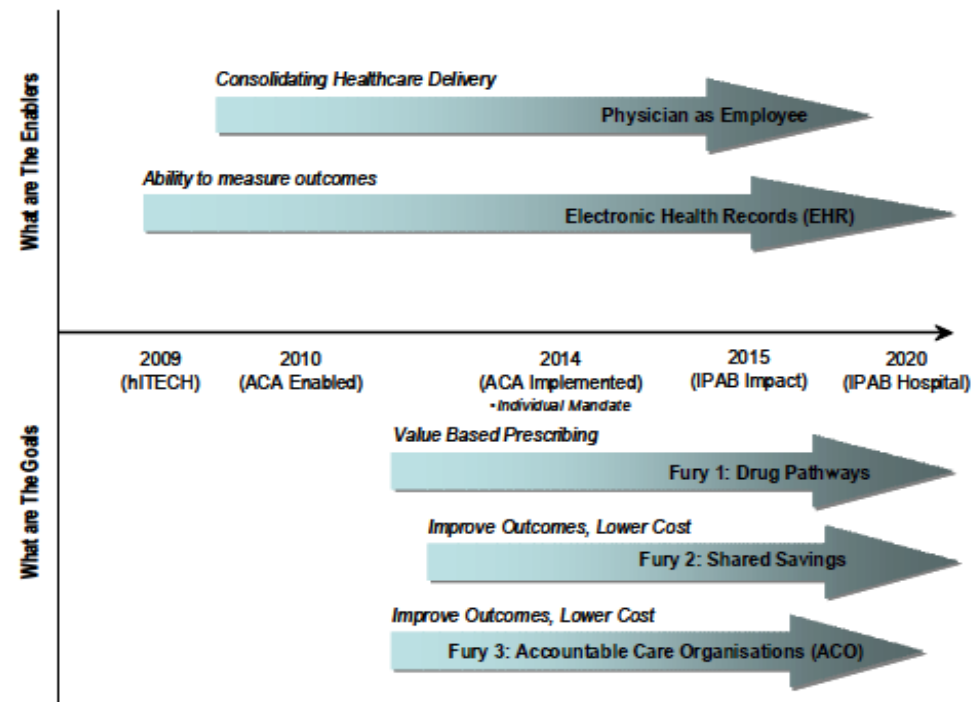 What are The Enablers
Consolidating Healthcare Delivery
Physician as Employee
Ability to measure outcomes
Electronic Health Records (EHR)
2009
(hITECH)
2010
(ACA Enabled)
2014
(ACA Implemented)
• Individual Mandate
2015
(IPAB Impact)
2020
(IPAB Hospital)
What are The Goals
Value Based Prescribing
Fury 1: Drug Pathways
Improve Outcomes, Lower Cost
Fury 2: Shared Savings
Improve Outcomes, Lower Cost
Fury 3: Accountable Care Organisations (ACO)